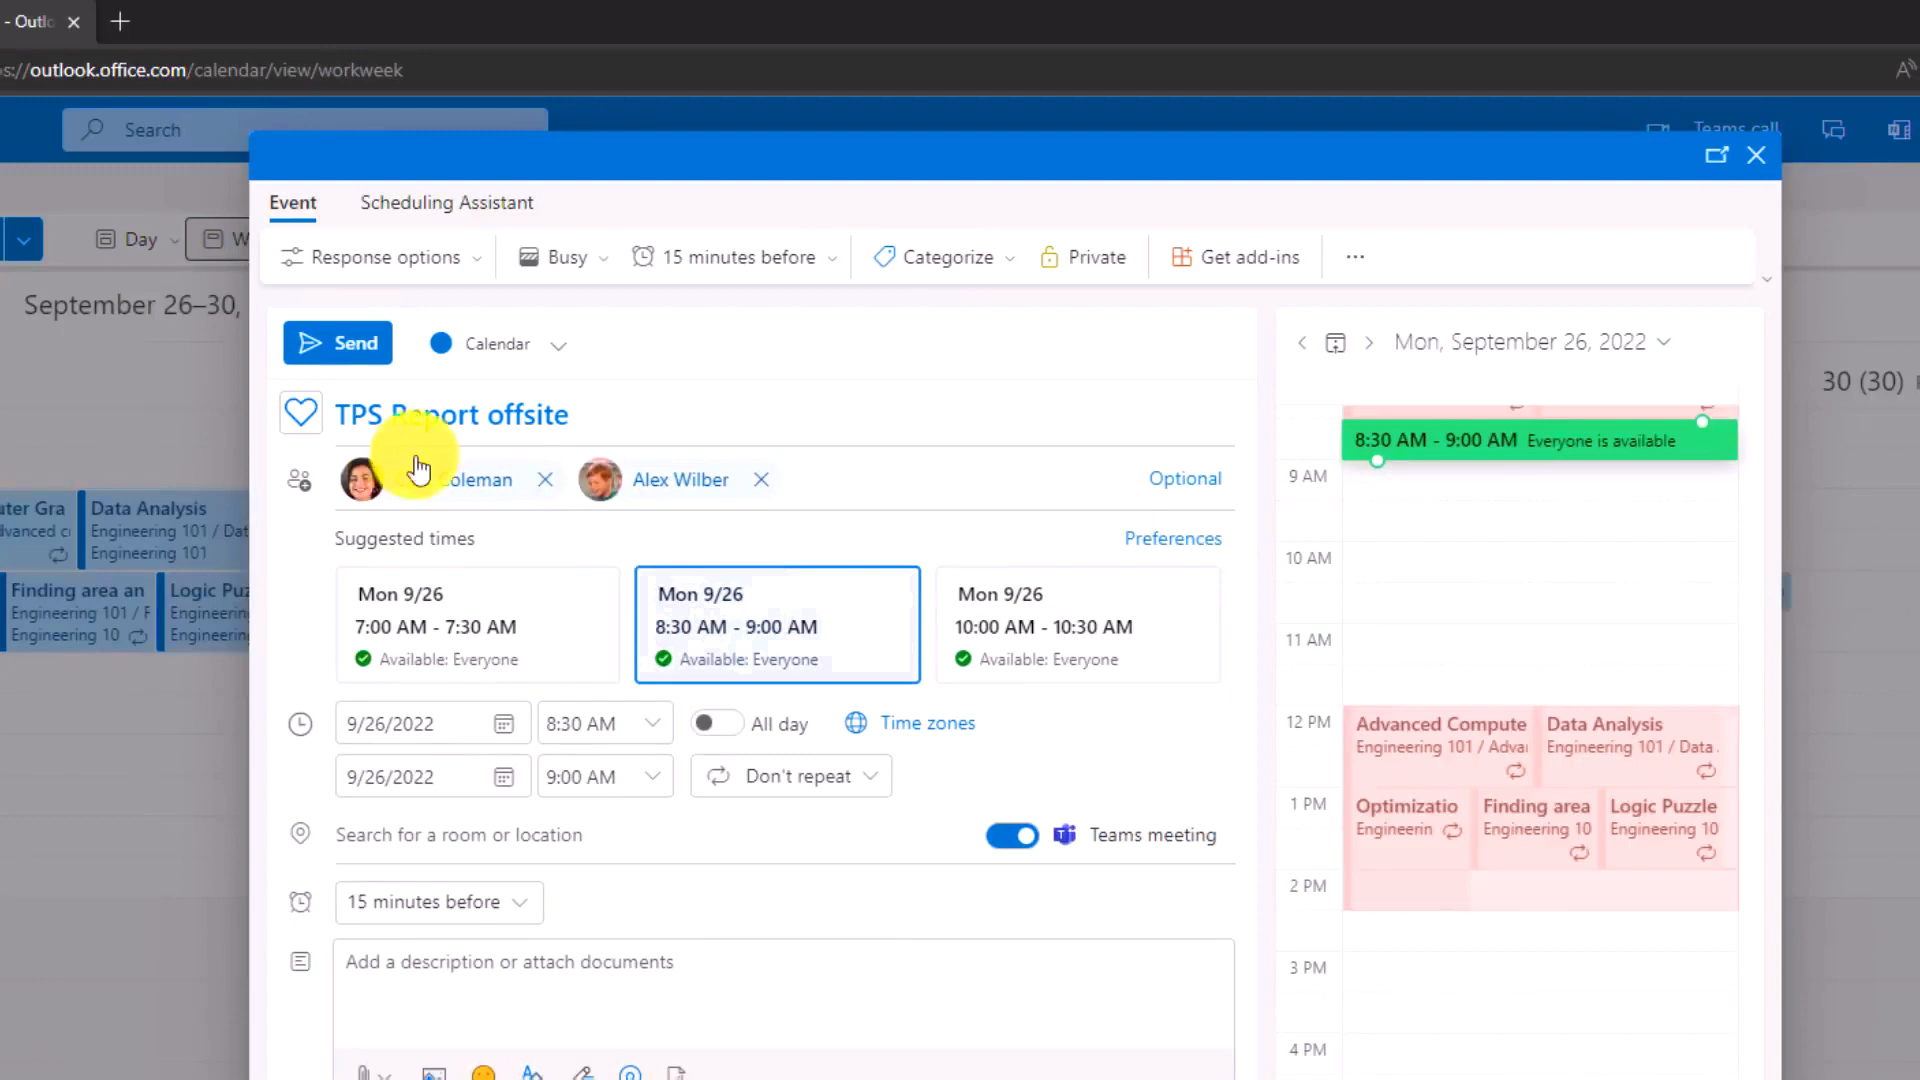 - Outlo
s://outlook.office.com/calendar/view/workweek
Search
Teams call
Event
Scheduling Assistant
Day
W
Response options
Busy
15 minutes before
Categorize
Private
Get add-ins
...
September 26–30,
Send
Calendar
Mon, September 26, 2022
30 (30)
TPS Report offsite
8:30 AM - 9:00 AM Everyone is available
Coleman
Alex Wilber
Optional
9 AM
uter Gra
dvanced c
Data Analysis
Engineering 101 / Dat
Engineering 101
Suggested times
Preferences
10 AM
Finding area an
Engineering 101 / F
Engineering 10
Logic Puz
Engineering
Engineerin
Mon 9/26
7:00 AM - 7:30 AM
Available: Everyone
Mon 9/26
8:30 AM - 9:00 AM
Available: Everyone
Mon 9/26
10:00 AM - 10:30 AM
Available: Everyone
11 AM
9/26/2022
8:30 AM
All day
Time zones
12 PM
Advanced Compute
Engineering 101 / Advai
Data Analysis
Engineering 101 / Data
9/26/2022
9:00 AM
Don't repeat
1 PM
Optimizatio
Engineerin
Finding area
Engineering 10
Logic Puzzle
Engineering 10
Search for a room or location
Teams meeting
2 PM
15 minutes before
Add a description or attach documents
3 PM
4 PM